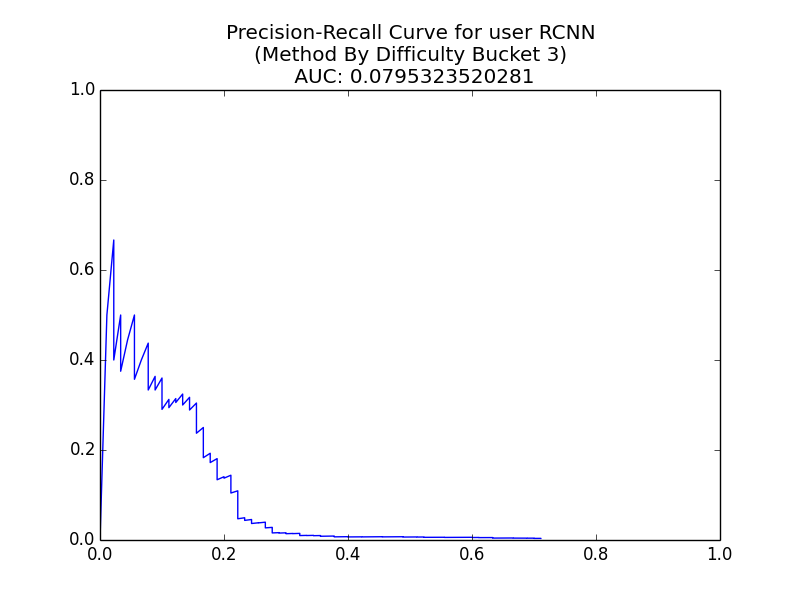 Precision-Recall Curve for user RCNN
(Method By Difficulty Bucket 3)
AUC: 0.0795323520281
1.0
0.8
0.6
0.4
0.2
0.0
0.0 0.2 0.4 0.6 0.8 1.0